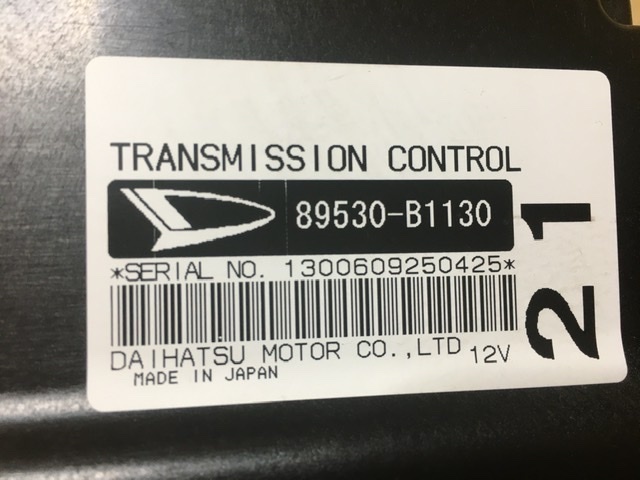 TRANSMISSION CONTROL
89530-B1130
*SERIAL NO. 1300609250425*
DAIHATSU MOTOR CO.,LTD 12V
MADE IN JAPAN
21